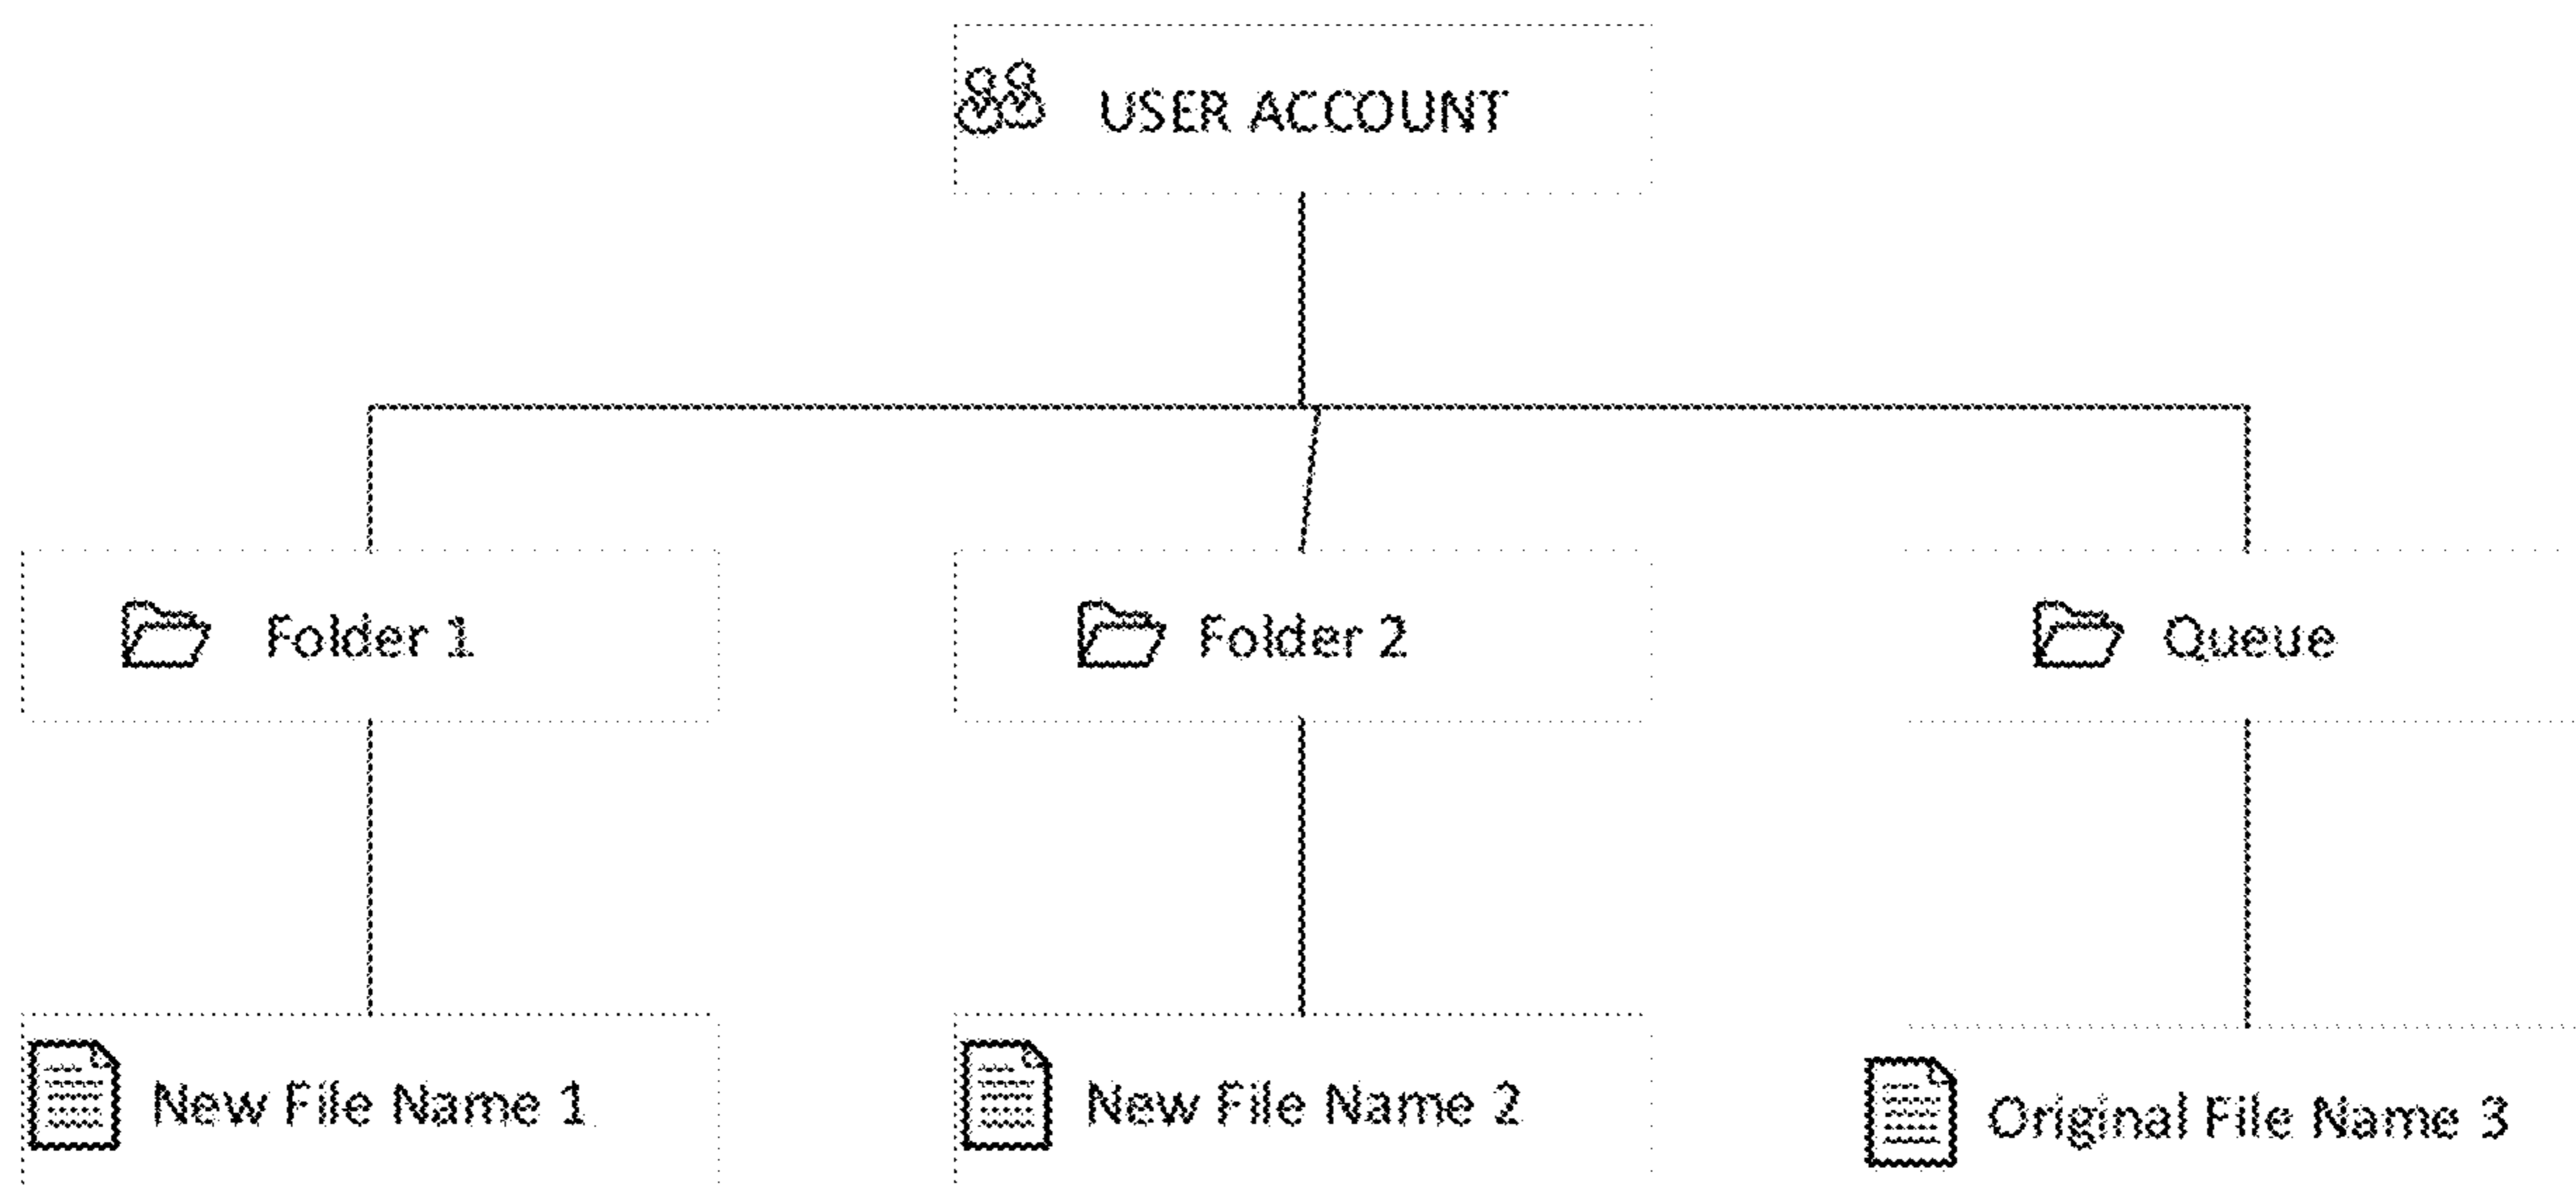 USER ACCOUNT
Folder 1
Folder 2
Queue
New File Name 1
New File Name 2
Original File Name 3